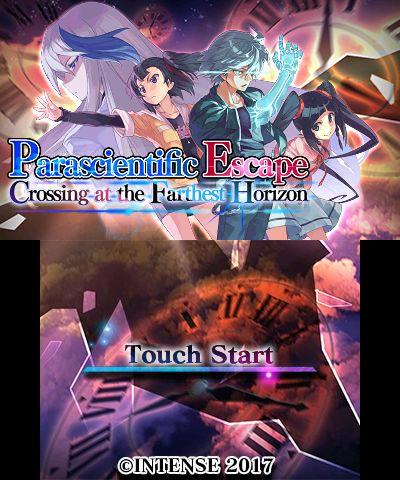 Parascientific Escape
Crossing at the Farthest Horizon
Touch Start
©INTENSE 2017